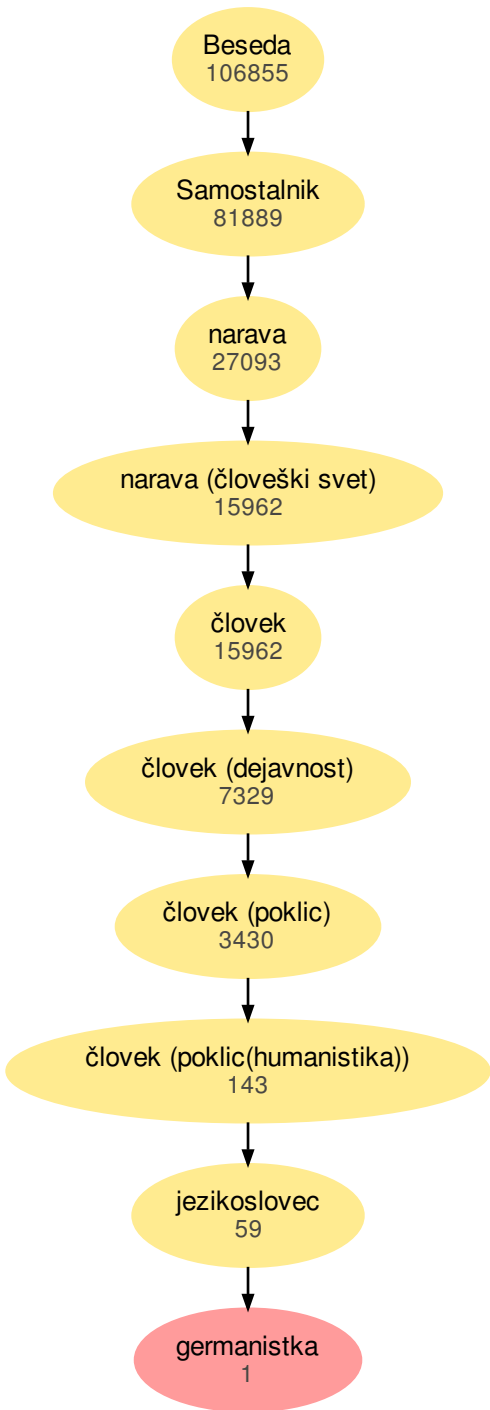 Beseda
106855
Samostalnik
81889
narava
27093
narava (človeški svet)
15962
človek
15962
človek (dejavnost)
7329
človek (poklic)
3430
človek (poklic(humanistika))
143
jezikoslovec
59
germanistka
1